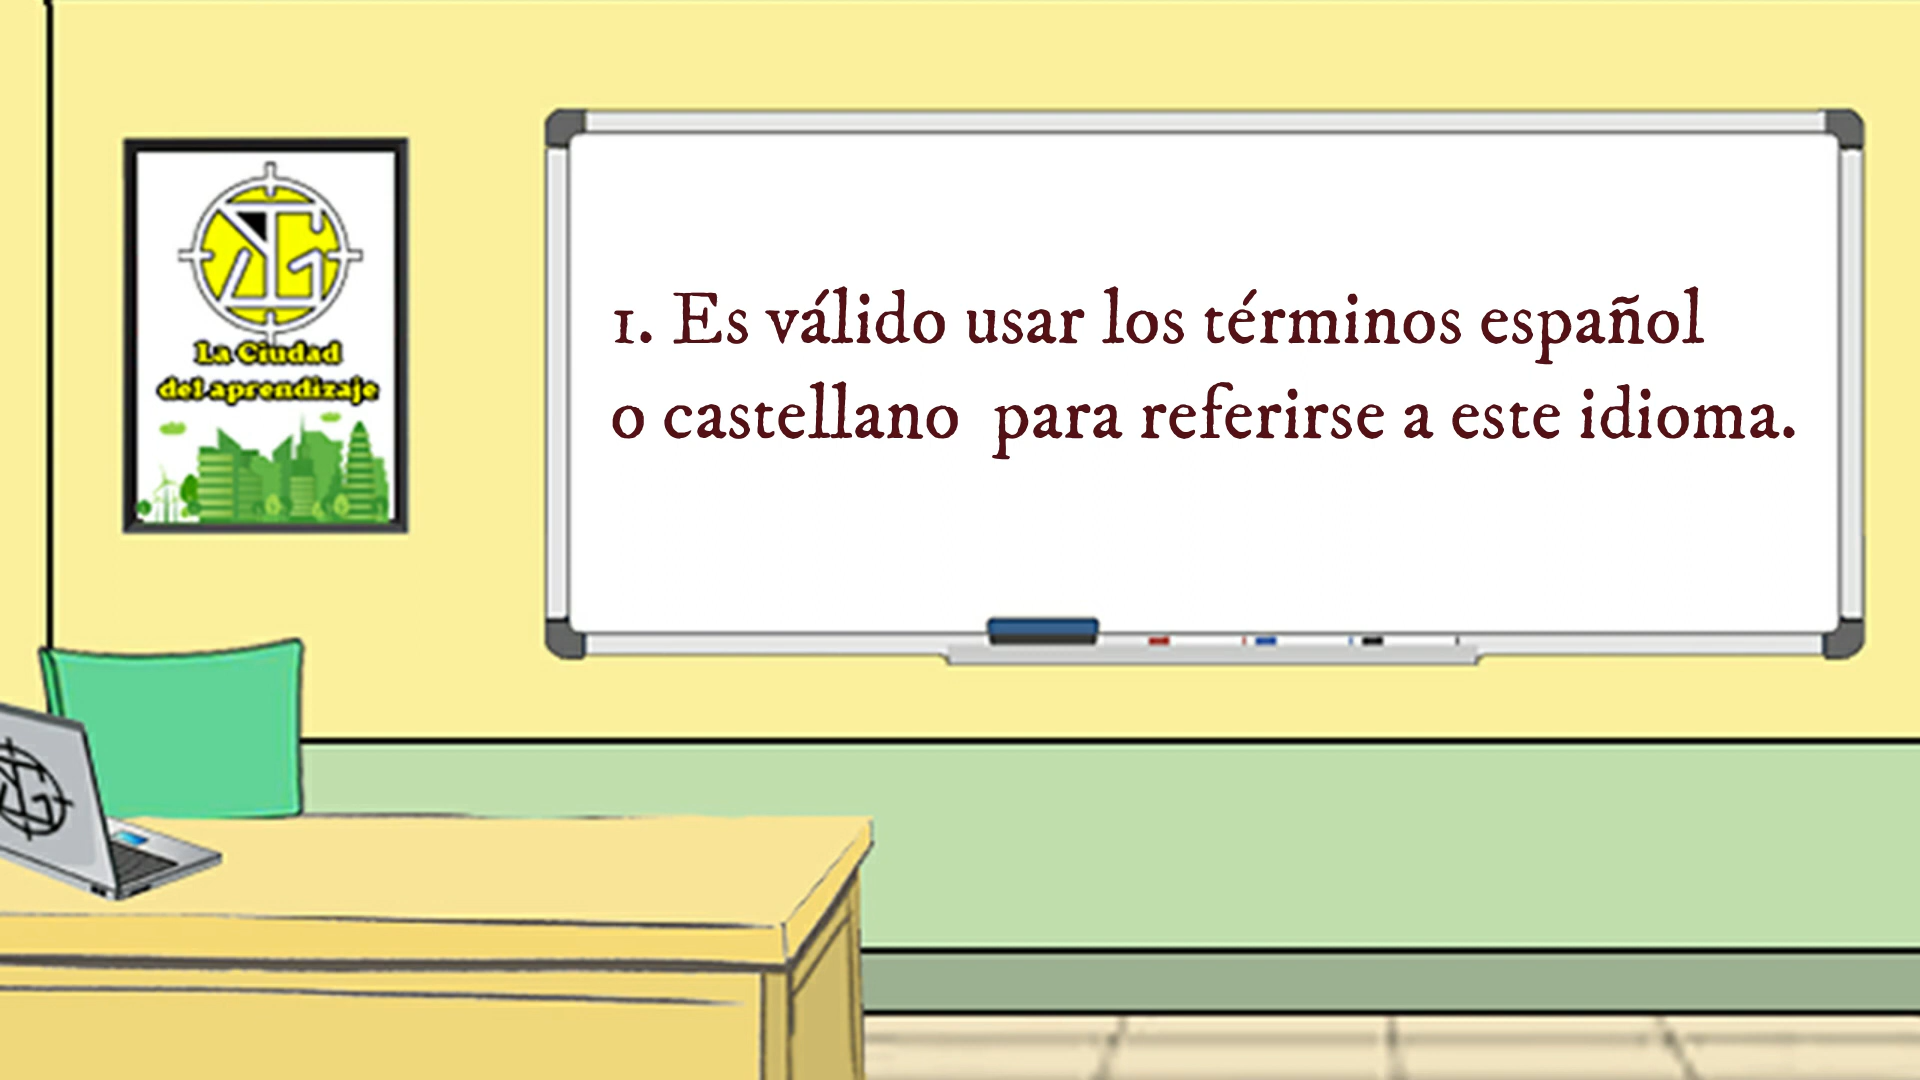 La Ciudad
del aprendizaje
1. Es válido usar los términos español
o castellano para referirse a este idioma.